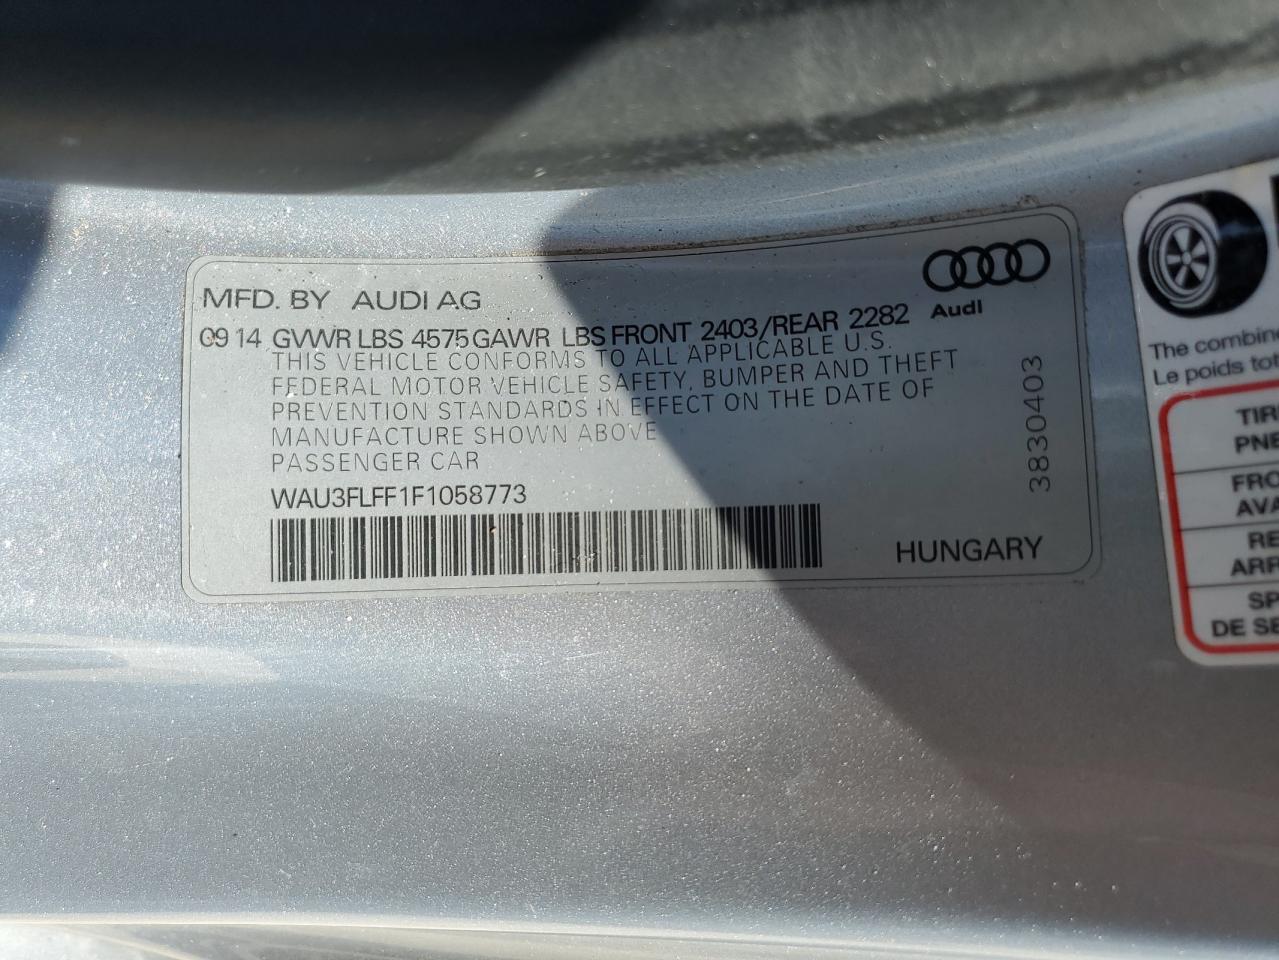 MFD. BY AUDI AG
Audi
09 14 GVWR LBS 4575 GAWR LBS FRONT 2403/REAR 2282
THIS VEHICLE CONFORMS TO ALL APPLICABLE U.S.
FEDERAL MOTOR VEHICLE SAFETY, BUMPER AND THEFT
PREVENTION STANDARDS IN EFFECT ON THE DATE OF
MANUFACTURE SHOWN ABOVE
PASSENGER CAR
WAU3FLFF1F1058773
HUNGARY
3830403
The
Le poids